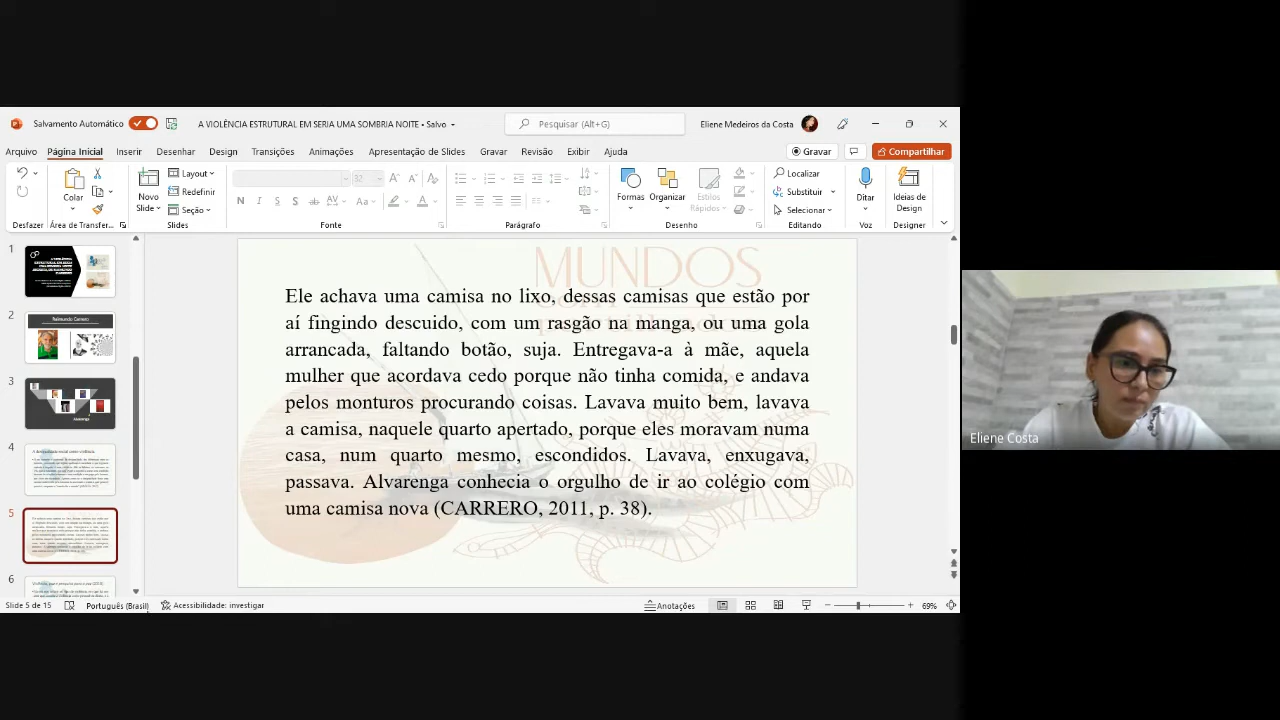 Salvamento Automático
A VIOLÊNCIA ESTRUTURAL EM SERIA UMA SOMBRIA NOITE • Salvo
Pesquisar (Alt+G)
Eliene Medeiros da Costa
Arquivo Página Inicial Inserir Desenhar Design Transições Animações Apresentação de Slides Gravar Revisão Exibir Ajuda
Gravar
Compartilhar
Desfazer
Colar
Área de Transfer...
Novo Slide
Layout
Redefinir
Seção
Slides
32
Fonte
Parágrafo
Formas
Organizar
Estilos Rápidos
Desenho
Localizar
Substituir
Selecionar
Editando
Ditar
Voz
Ideias de Design
Designer
1
2
Raimundo Carrero
3
Alvarenga
4
5
6
MUNDOS
Ele achava uma camisa no lixo, dessas camisas que estão por
aí fingindo descuido, com um rasgão na manga, ou uma gola
arrancada, faltando botão, suja. Entregava-a à mãe, aquela
mulher que acordava cedo porque não tinha comida, e andava
pelos monturos procurando coisas. Lavava muito bem, lavava
a camisa, naquele quarto apertado, porque eles moravam numa
casa, num quarto mesmo, escondidos. Lavava, enxugava,
passava. Alvarenga conhecia o orgulho de ir ao colégio com
uma camisa nova (CARRERO, 2011, p. 38).
Slide 5 de 15
Português (Brasil)
Acessibilidade: investigar
Anotações
69%
Eliene Costa